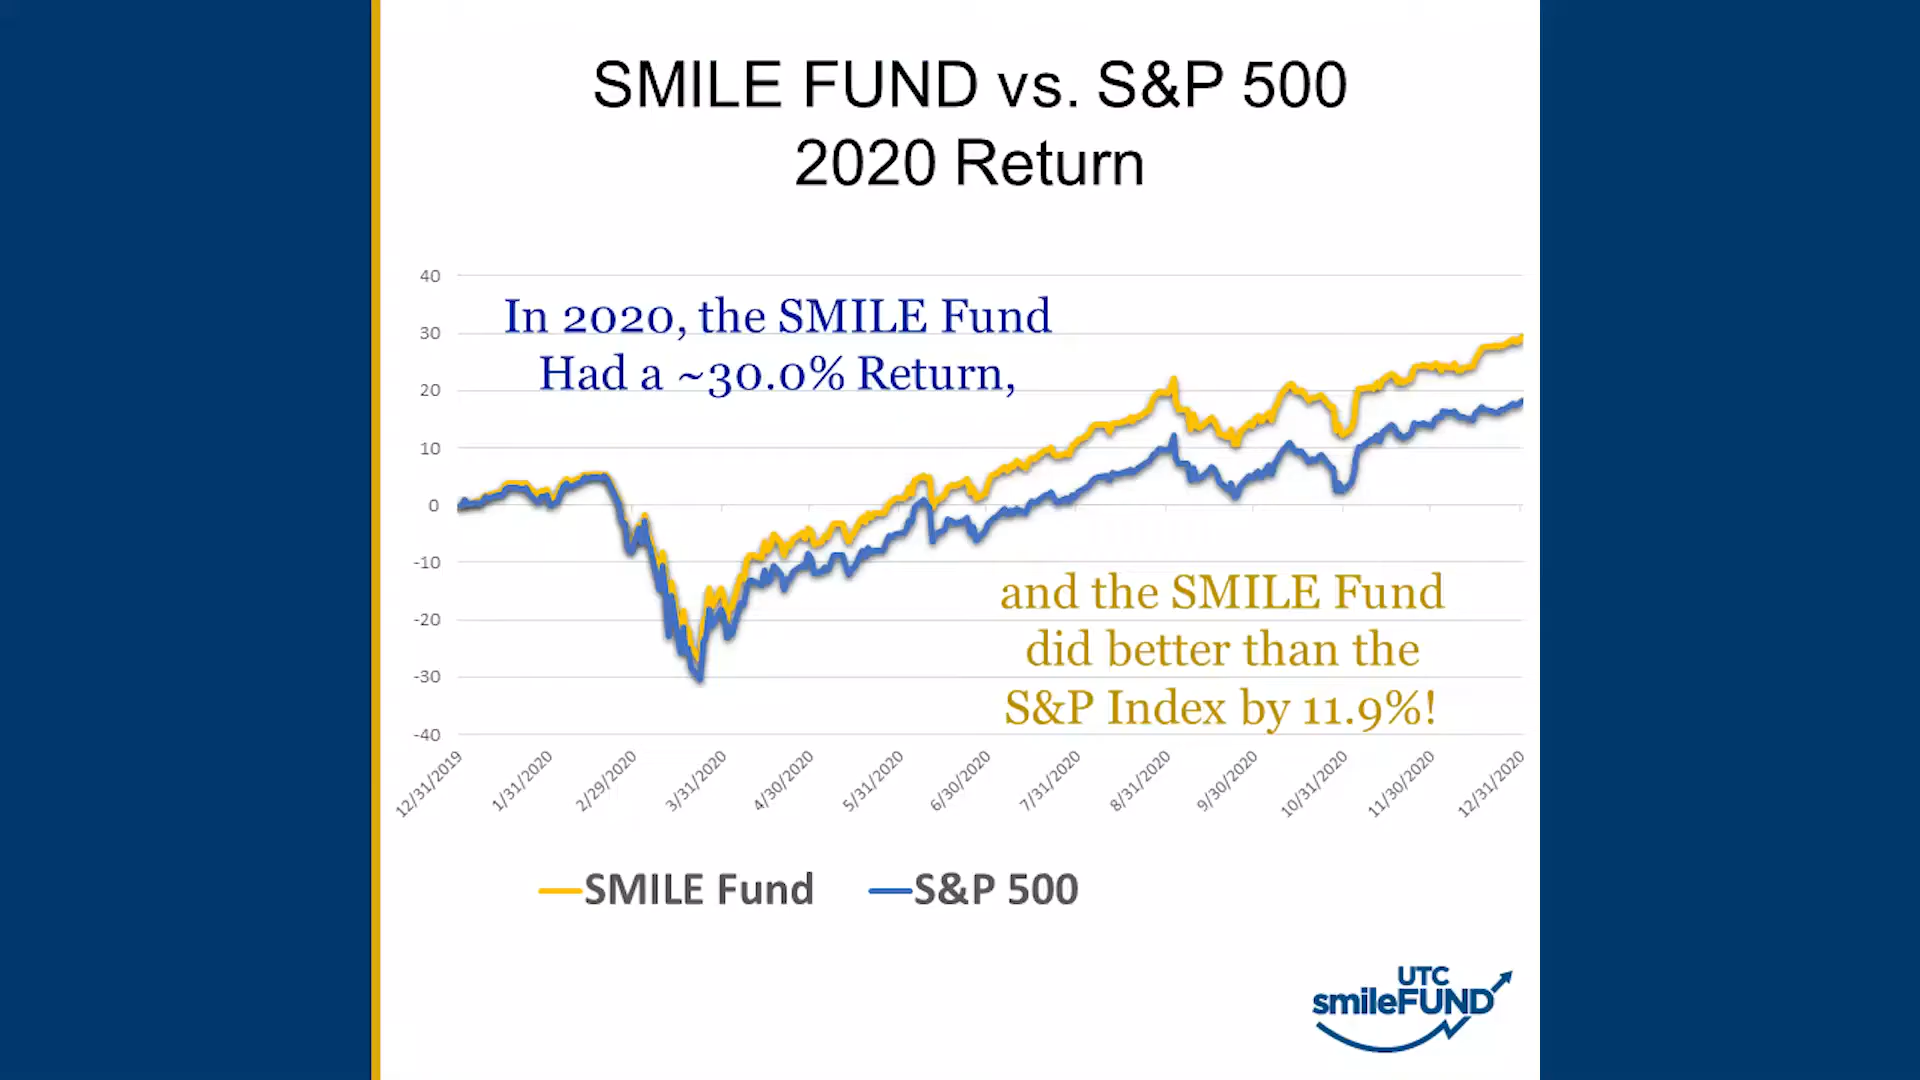 SMILE FUND vs. S&P 500
2020 Return
40
In 2020, the SMILE Fund
30
Had a ~30.0% Return,
20
10
0
-10
and the SMILE Fund
-20
did better than the
-30
S&P Index by 11.9%!
-40
12/31/2019
1/31/2020
2/29/2020
3/31/2020
4/30/2020
5/31/2020
6/30/2020
7/31/2020
8/31/2020
9/30/2020
10/31/2020
11/30/2020
12/31/2020
SMILE Fund
S&P 500
UTC
smileFUND